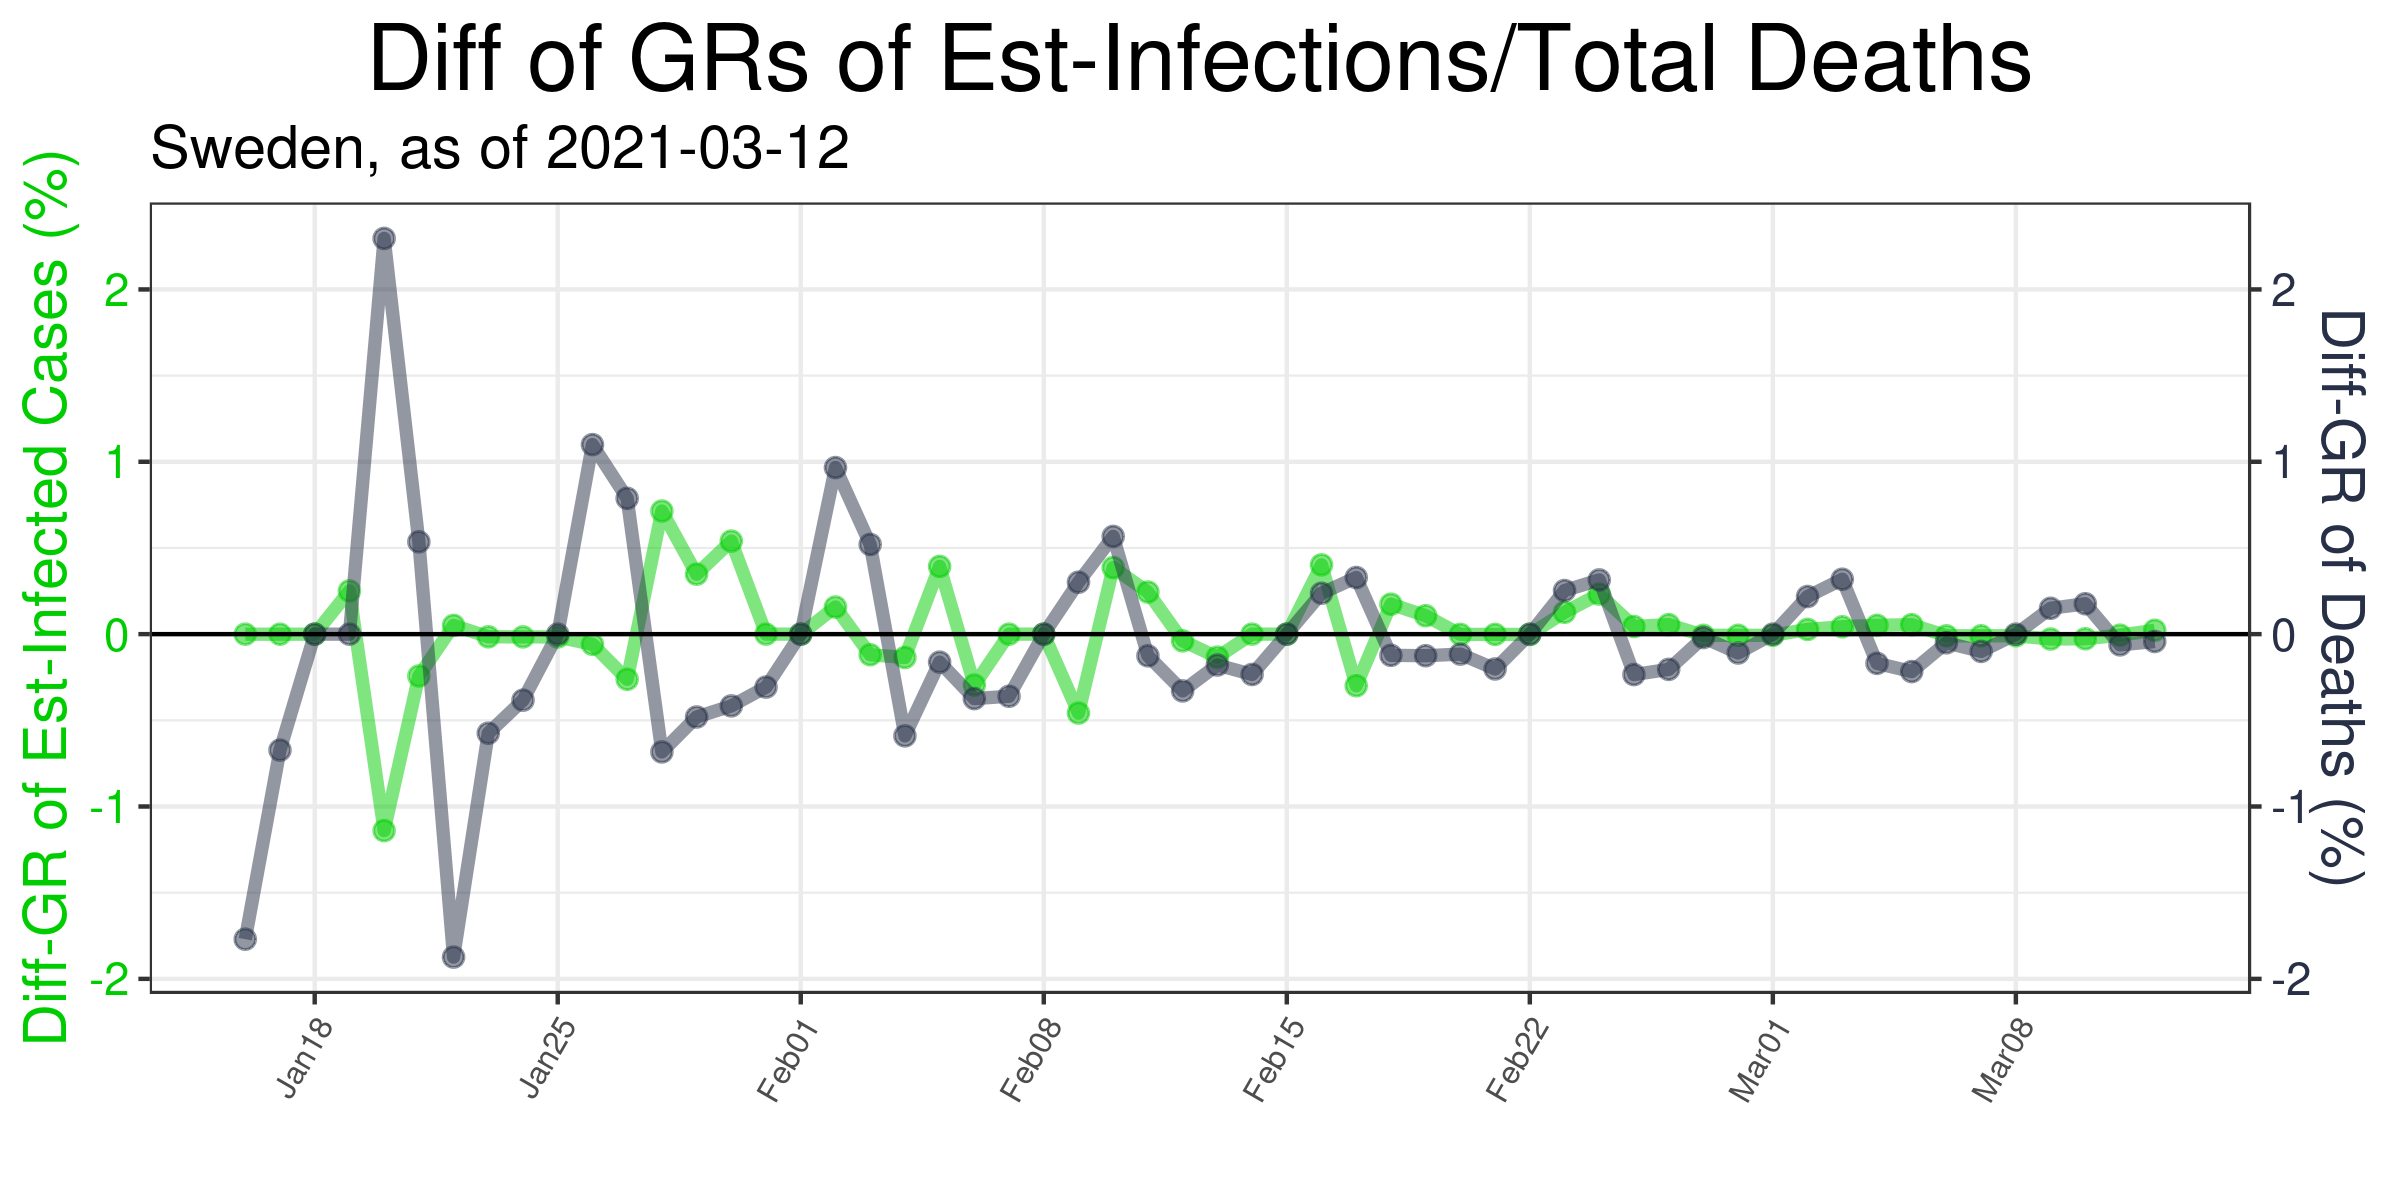 Diff of GRs of Est-Infections/Total Deaths
Sweden, as of 2021-03-12
Diff-GR of Est-Infected Cases (%)
2
1
0
-1
-2
2
1
0
-1
-2
Diff-GR of Deaths (%)
Jan18
Jan25
Feb01
Feb08
Feb15
Feb22
Mar01
Mar08